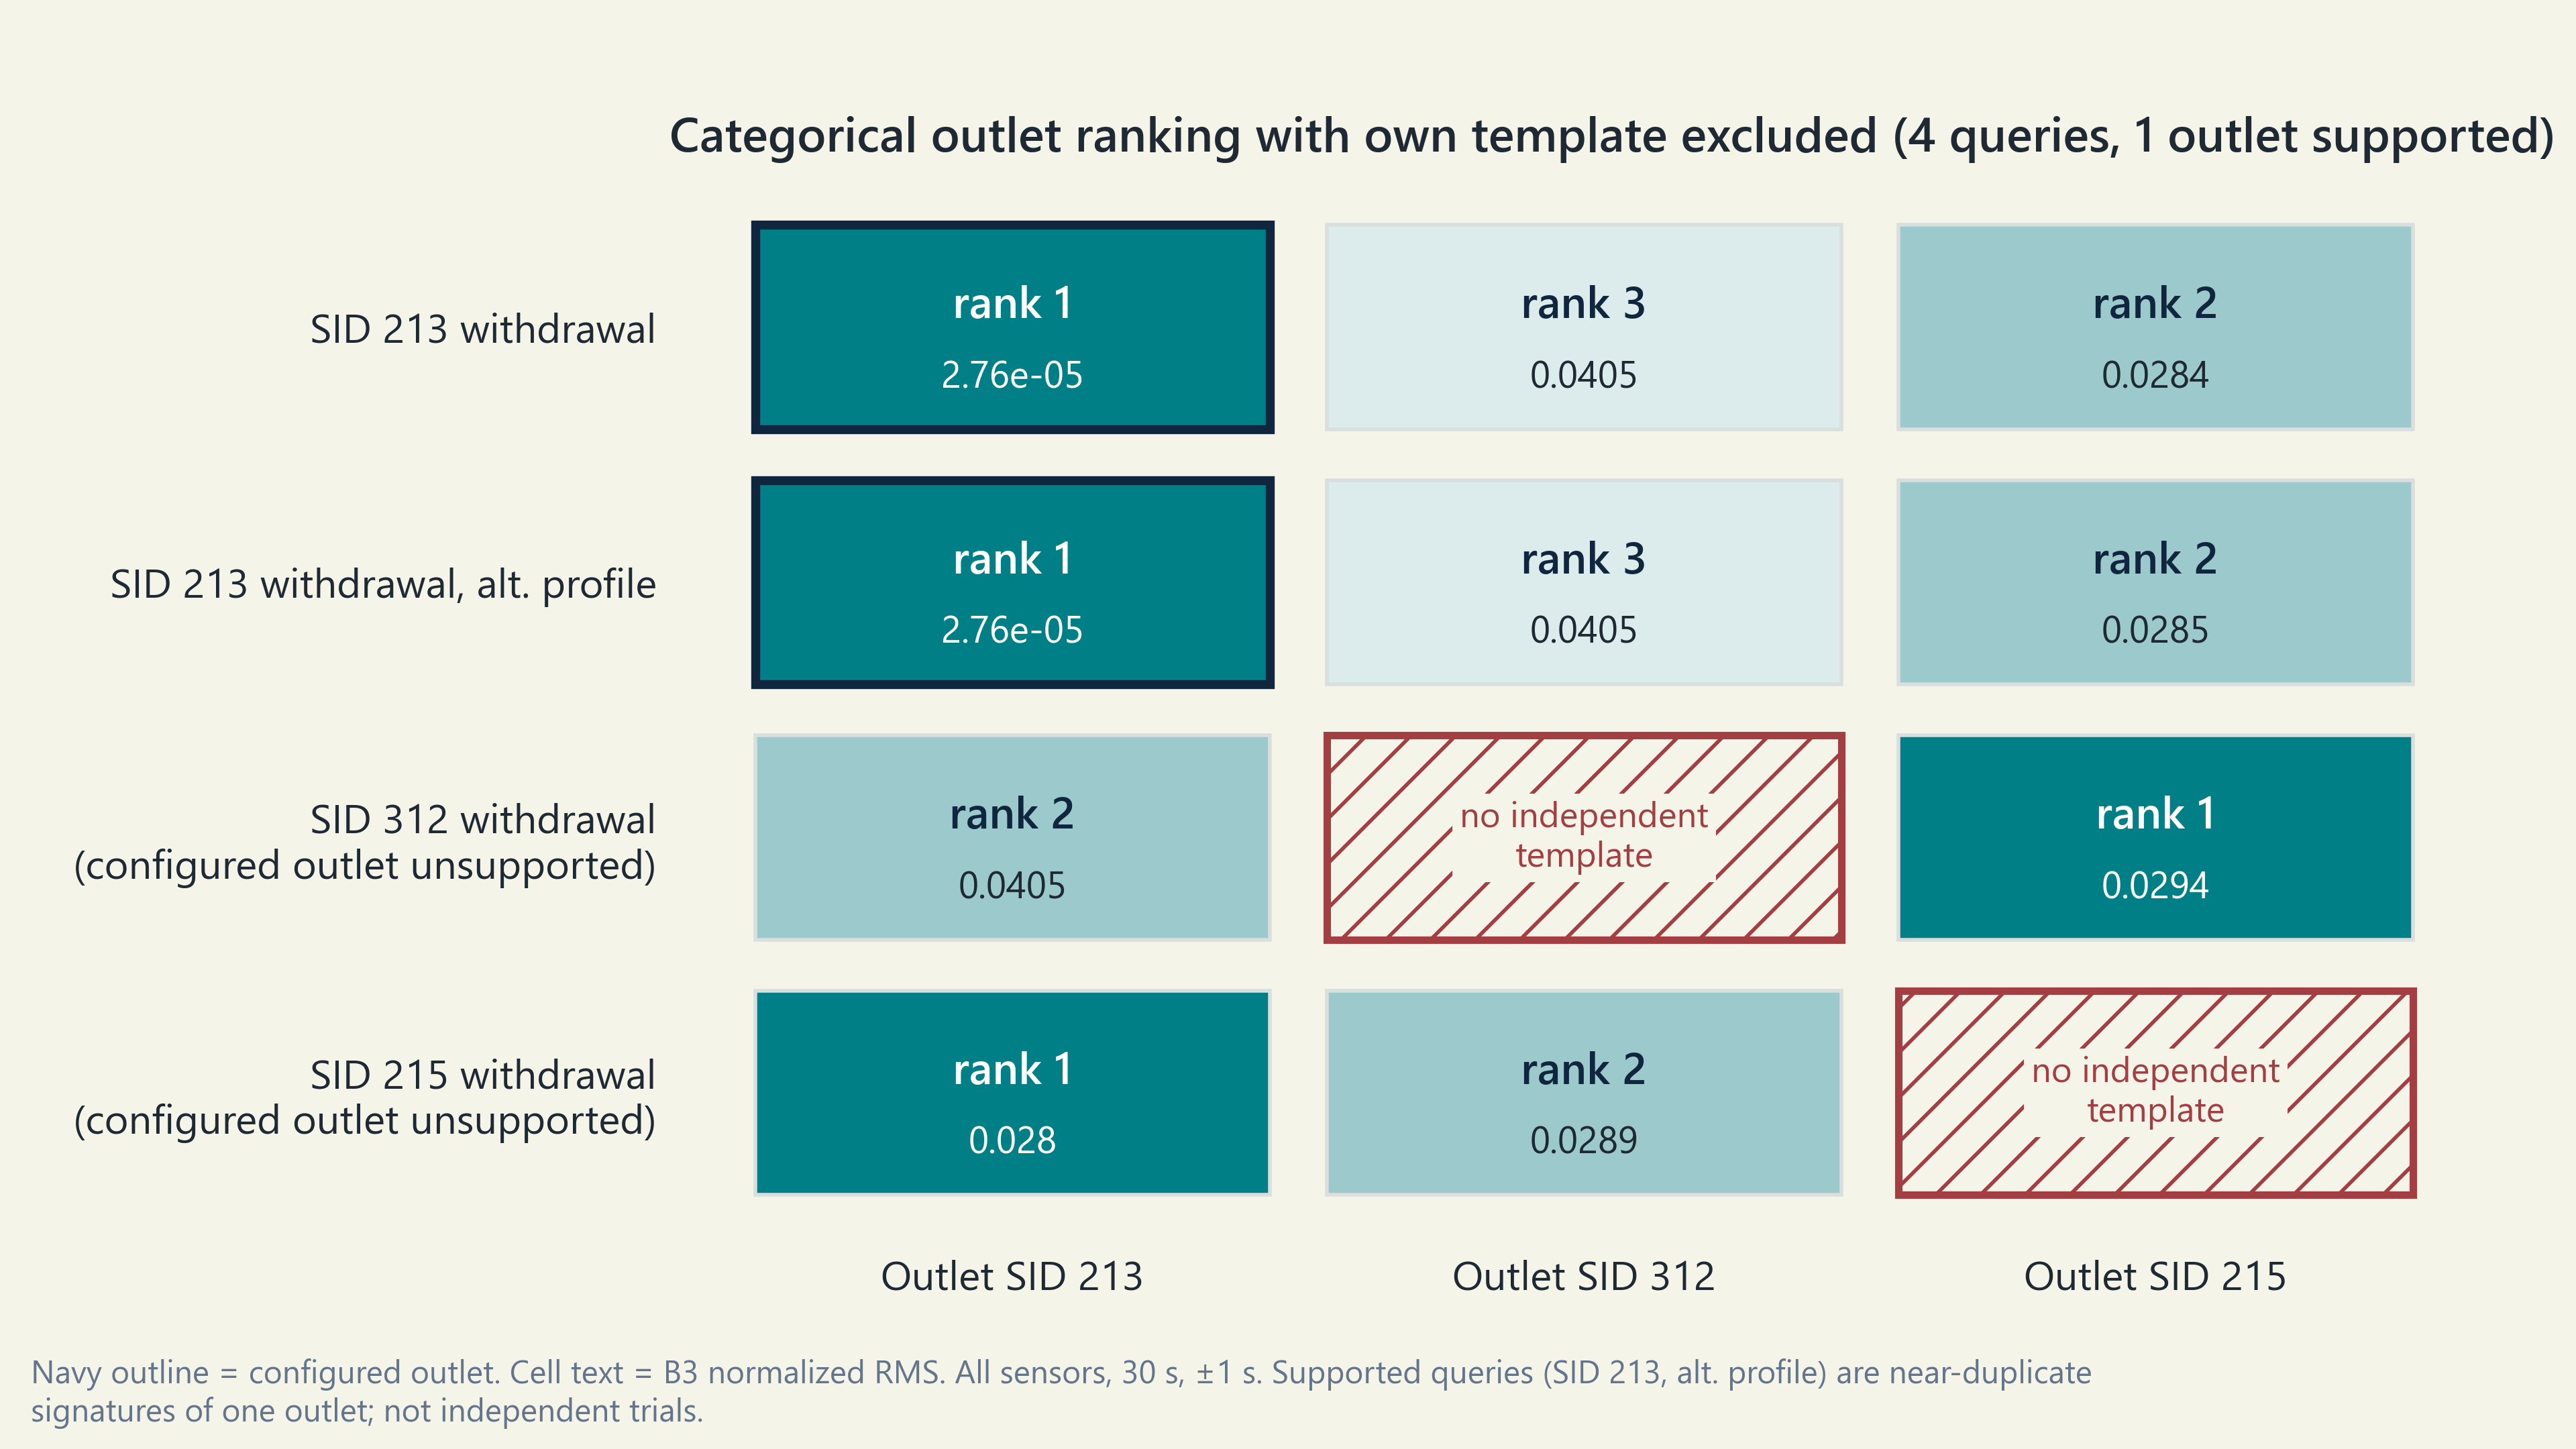 Categorical outlet ranking with own template excluded (4 queries, 1 outlet supported)
SID 213 withdrawal
rank 1
2.76e-05
rank 3
0.0405
rank 2
0.0284
SID 213 withdrawal, alt. profile
rank 1
2.76e-05
rank 3
0.0405
rank 2
0.0285
SID 312 withdrawal
(configured outlet unsupported)
rank 2
0.0405
no independent
template
rank 1
0.0294
SID 215 withdrawal
(configured outlet unsupported)
rank 1
0.028
rank 2
0.0289
no independent
template
Outlet SID 213
Outlet SID 312
Outlet SID 215
Navy outline = configured outlet. Cell text = B3 normalized RMS. All sensors, 30 s, ±1 s. Supported queries (SID 213, alt. profile) are near-duplicate
signatures of one outlet; not independent trials.